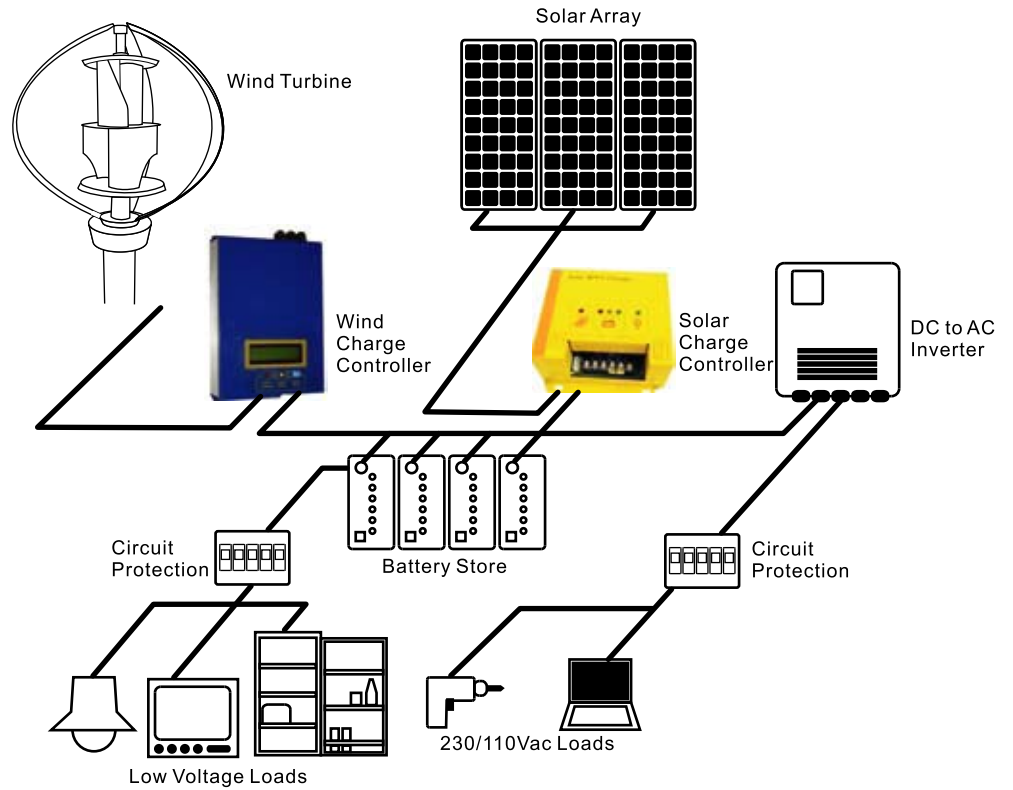 Solar Array
Wind Turbine
Wind
Charge
Controller
Solar
Charge
Controller
DC to AC
Inverter
Circuit
Protection
Battery Store
Circuit
Protection
230/110Vac Loads
Low Voltage Loads